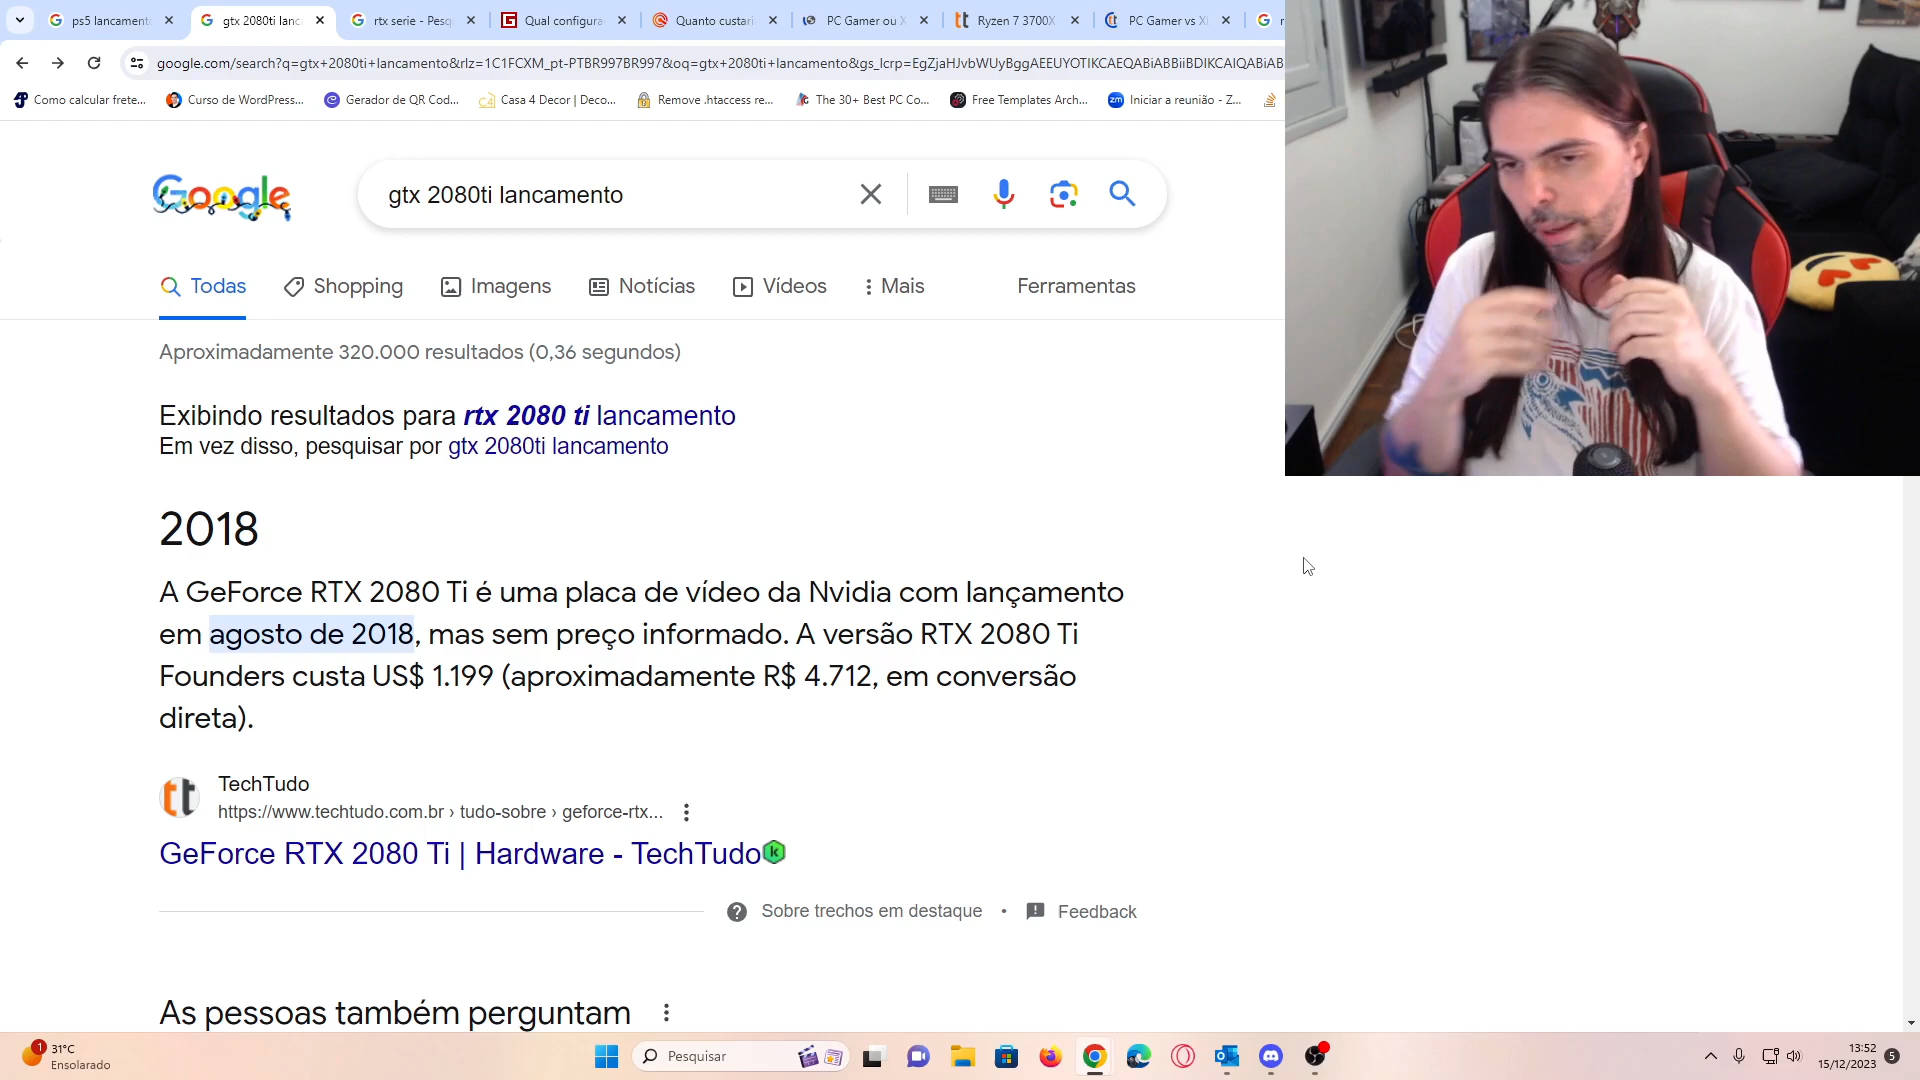 ps5 lancament
gtx 2080ti lanc
rtx serie - Pesq
Qual configura
Quanto custari
PC Gamer ou X
Ryzen 7 3700X
PC Gamer vs X
google.com/search?q=gtx+2080ti+lancamento&rlz=1C1FCXM_pt-PTBR997BR997&oq=gtx+2080ti+lancamento&gs_lcrp=EgZjaHJvbWUyBggAEEUYOTIKCAEQABiABBiiBDIKCAIQABiAB
Como calcular frete...
Curso de WordPress...
Gerador de QR Cod...
Casa 4 Decor | Deco...
Remove .htaccess re...
The 30+ Best PC Co...
Free Templates Arch...
Iniciar a reunião - Z...
Google
gtx 2080ti lancamento
Todas
Shopping
Imagens
Notícias
Vídeos
Mais
Ferramentas
Aproximadamente 320.000 resultados (0,36 segundos)
Exibindo resultados para rtx 2080 ti lancamento
Em vez disso, pesquisar por gtx 2080ti lancamento
2018
A GeForce RTX 2080 Ti é uma placa de vídeo da Nvidia com lançamento
em agosto de 2018, mas sem preço informado. A versão RTX 2080 Ti
Founders custa US$ 1.199 (aproximadamente R$ 4.712, em conversão
direta).
TechTudo
https://www.techtudo.com.br › tudo-sobre › geforce-rtx...
GeForce RTX 2080 Ti | Hardware - TechTudo
Sobre trechos em destaque • Feedback
As pessoas também perguntam
1
31°C
Ensolarado
Pesquisar
13:52
15/12/2023
5